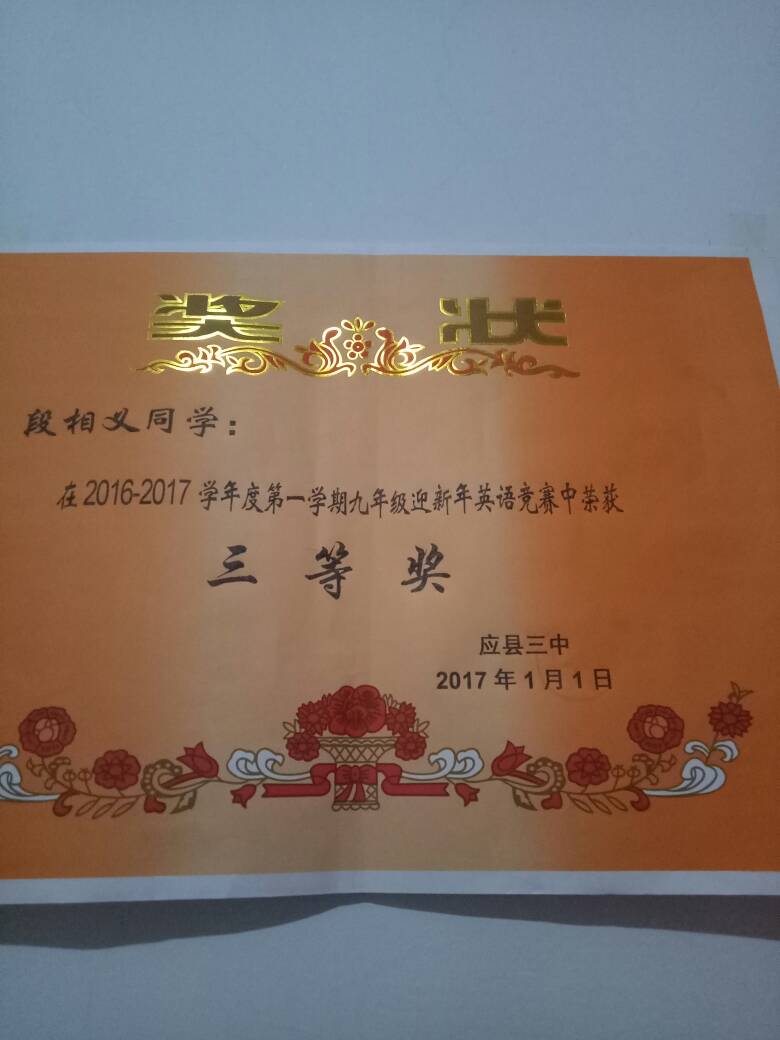 奖 状
段相义同学：
在2016-2017学年度第一学期九年级迎新年英语竞赛中荣获
三等奖
应县三中
2017年1月1日